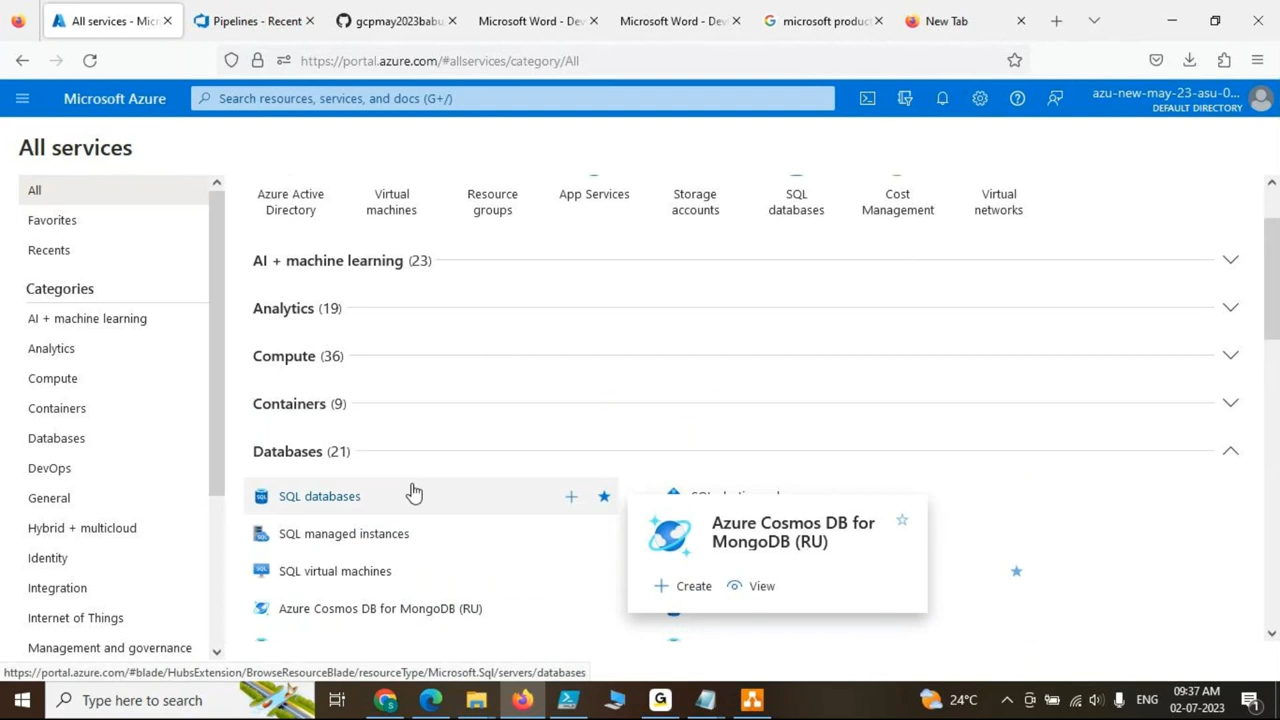 All services - Mic
Pipelines - Recent
gcpmay2023babu
Microsoft Word - Dev
Microsoft Word - Dev
microsoft product
New Tab
https://portal.azure.com/#allservices/category/All
Microsoft Azure
Search resources, services, and docs (G+/)
azu-new-may-23-asu-0...
DEFAULT DIRECTORY
All services
All
Favorites
Recents
Categories
AI + machine learning
Analytics
Compute
Containers
Databases
DevOps
General
Hybrid + multicloud
Identity
Integration
Internet of Things
Management and governance
Azure Active Directory
Virtual machines
Resource groups
App Services
Storage accounts
SQL databases
Cost Management
Virtual networks
AI + machine learning (23)
Analytics (19)
Compute (36)
Containers (9)
Databases (21)
SQL databases
SQL managed instances
SQL virtual machines
Azure Cosmos DB for MongoDB (RU)
Azure Cosmos DB for
MongoDB (RU)
Create
View
https://portal.azure.com/#blade/HubsExtension/BrowseResourceBlade/resourceType/Microsoft.Sql/servers/databases
Type here to search
24°C
ENG
09:37 AM
02-07-2023
1